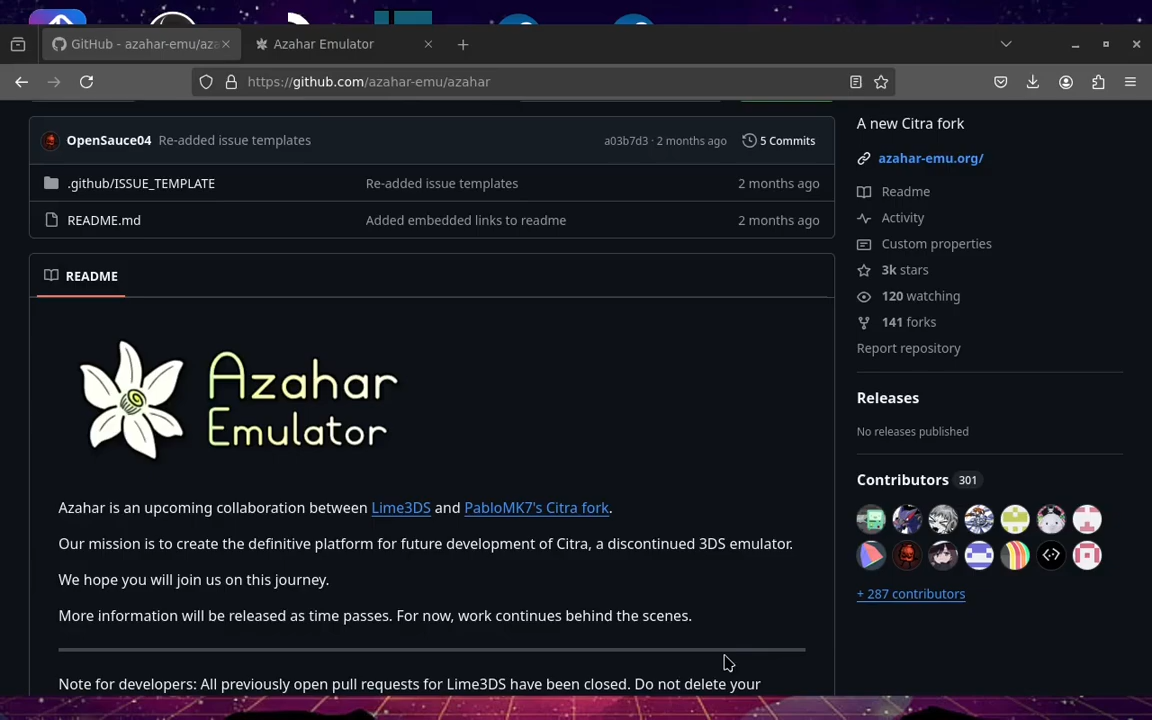 GitHub - azahar-emu/aza
Azahar Emulator
https://github.com/azahar-emu/azahar
OpenSauce04 Re-added issue templates a03b7d3 · 2 months ago 5 Commits
.github/ISSUE_TEMPLATE Re-added issue templates 2 months ago
README.md Added embedded links to readme 2 months ago
README
Azahar
Emulator
Azahar is an upcoming collaboration between Lime3DS and PabloMK7's Citra fork.
Our mission is to create the definitive platform for future development of Citra, a discontinued 3DS emulator.
We hope you will join us on this journey.
More information will be released as time passes. For now, work continues behind the scenes.
Note for developers: All previously open pull requests for Lime3DS have been closed. Do not delete your
A new Citra fork
azahar-emu.org/
Readme
Activity
Custom properties
3k stars
120 watching
141 forks
Report repository
Releases
No releases published
Contributors 301
+ 287 contributors